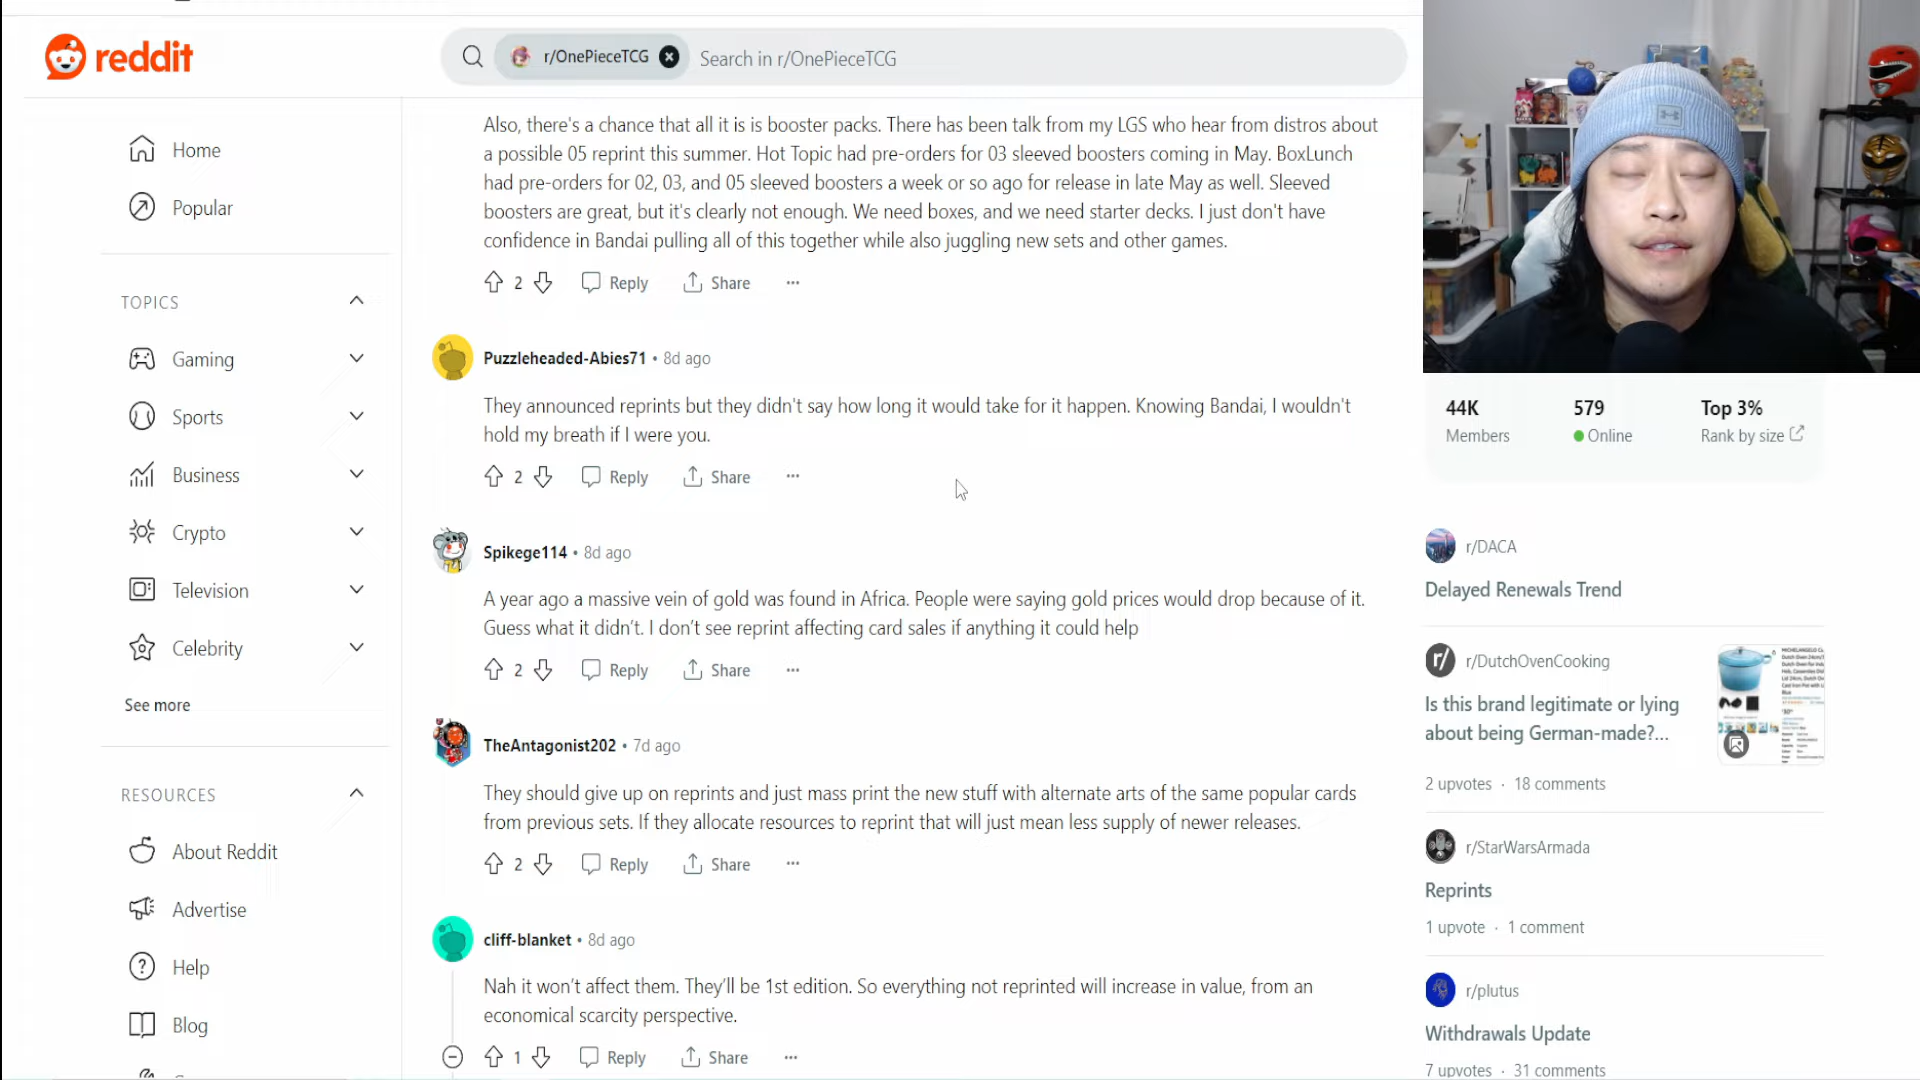 reddit
r/OnePieceTCG
Search in r/OnePieceTCG
Home
Popular
TOPICS
Gaming
Sports
Business
Crypto
Television
Celebrity
See more
RESOURCES
About Reddit
Advertise
Help
Blog
Also, there's a chance that all it is is booster packs. There has been talk from my LGS who hear from distros about
a possible 05 reprint this summer. Hot Topic had pre-orders for 03 sleeved boosters coming in May. BoxLunch
had pre-orders for 02, 03, and 05 sleeved boosters a week or so ago for release in late May as well. Sleeved
boosters are great, but it's clearly not enough. We need boxes, and we need starter decks. I just don't have
confidence in Bandai pulling all of this together while also juggling new sets and other games.
2 Reply Share
Puzzleheaded-Abies71 • 8d ago
They announced reprints but they didn't say how long it would take for it happen. Knowing Bandai, I wouldn't
hold my breath if I were you.
2 Reply Share
Spikege114 • 8d ago
A year ago a massive vein of gold was found in Africa. People were saying gold prices would drop because of it.
Guess what it didn't. I don't see reprint affecting card sales if anything it could help
2 Reply Share
TheAntagonist202 • 7d ago
They should give up on reprints and just mass print the new stuff with alternate arts of the same popular cards
from previous sets. If they allocate resources to reprint that will just mean less supply of newer releases.
2 Reply Share
cliff-blanket • 8d ago
Nah it won't affect them. They'll be 1st edition. So everything not reprinted will increase in value, from an
economical scarcity perspective.
1 Reply Share
44K 579 Top 3%
Members Online Rank by size
r/DACA
Delayed Renewals Trend
r/DutchOvenCooking
Is this brand legitimate or lying
about being German-made?...
2 upvotes · 18 comments
r/StarWarsArmada
Reprints
1 upvote · 1 comment
r/plutus
Withdrawals Update
7 upvotes · 31 comments